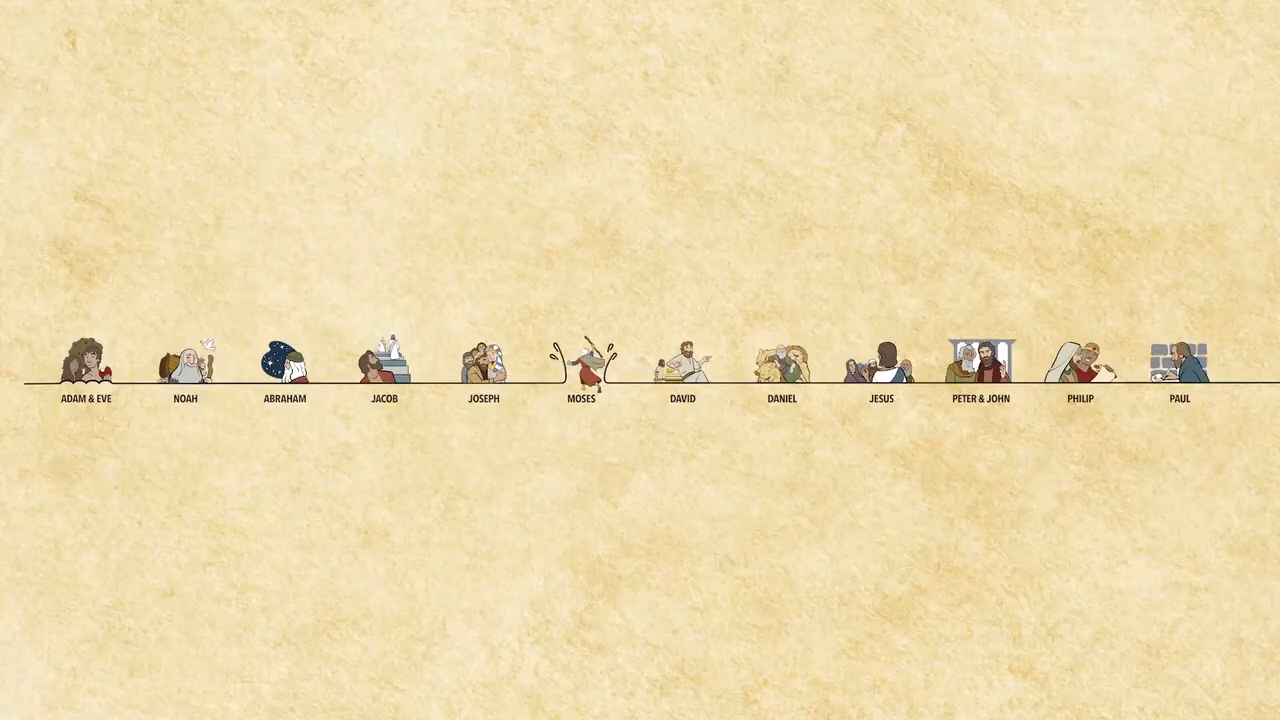 ADAM & EVE
NOAH
ABRAHAM
JACOB
JOSEPH
MOSES
DAVID
DANIEL
JESUS
PETER & JOHN
PHILIP
PAUL